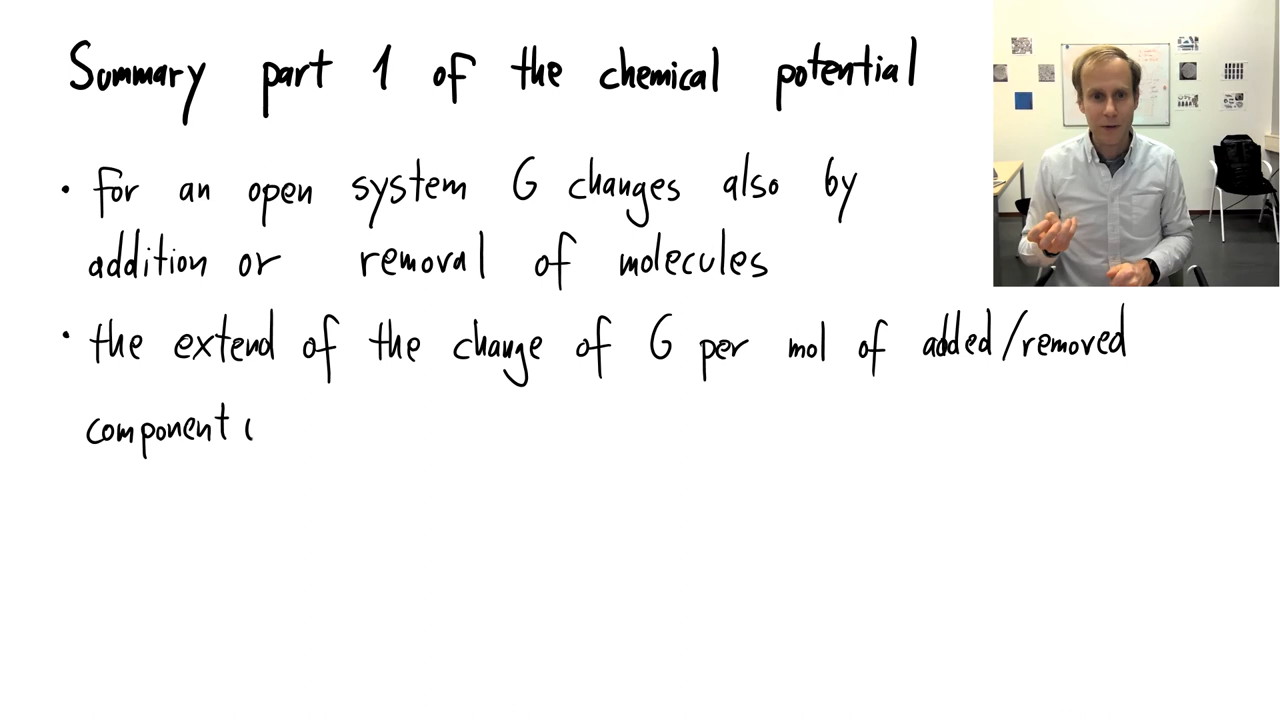 Summary part 1 of the chemical potential
• for an open system G changes also by
addition or removal of molecules
• the extend of the change of G per mol of added/removed
component